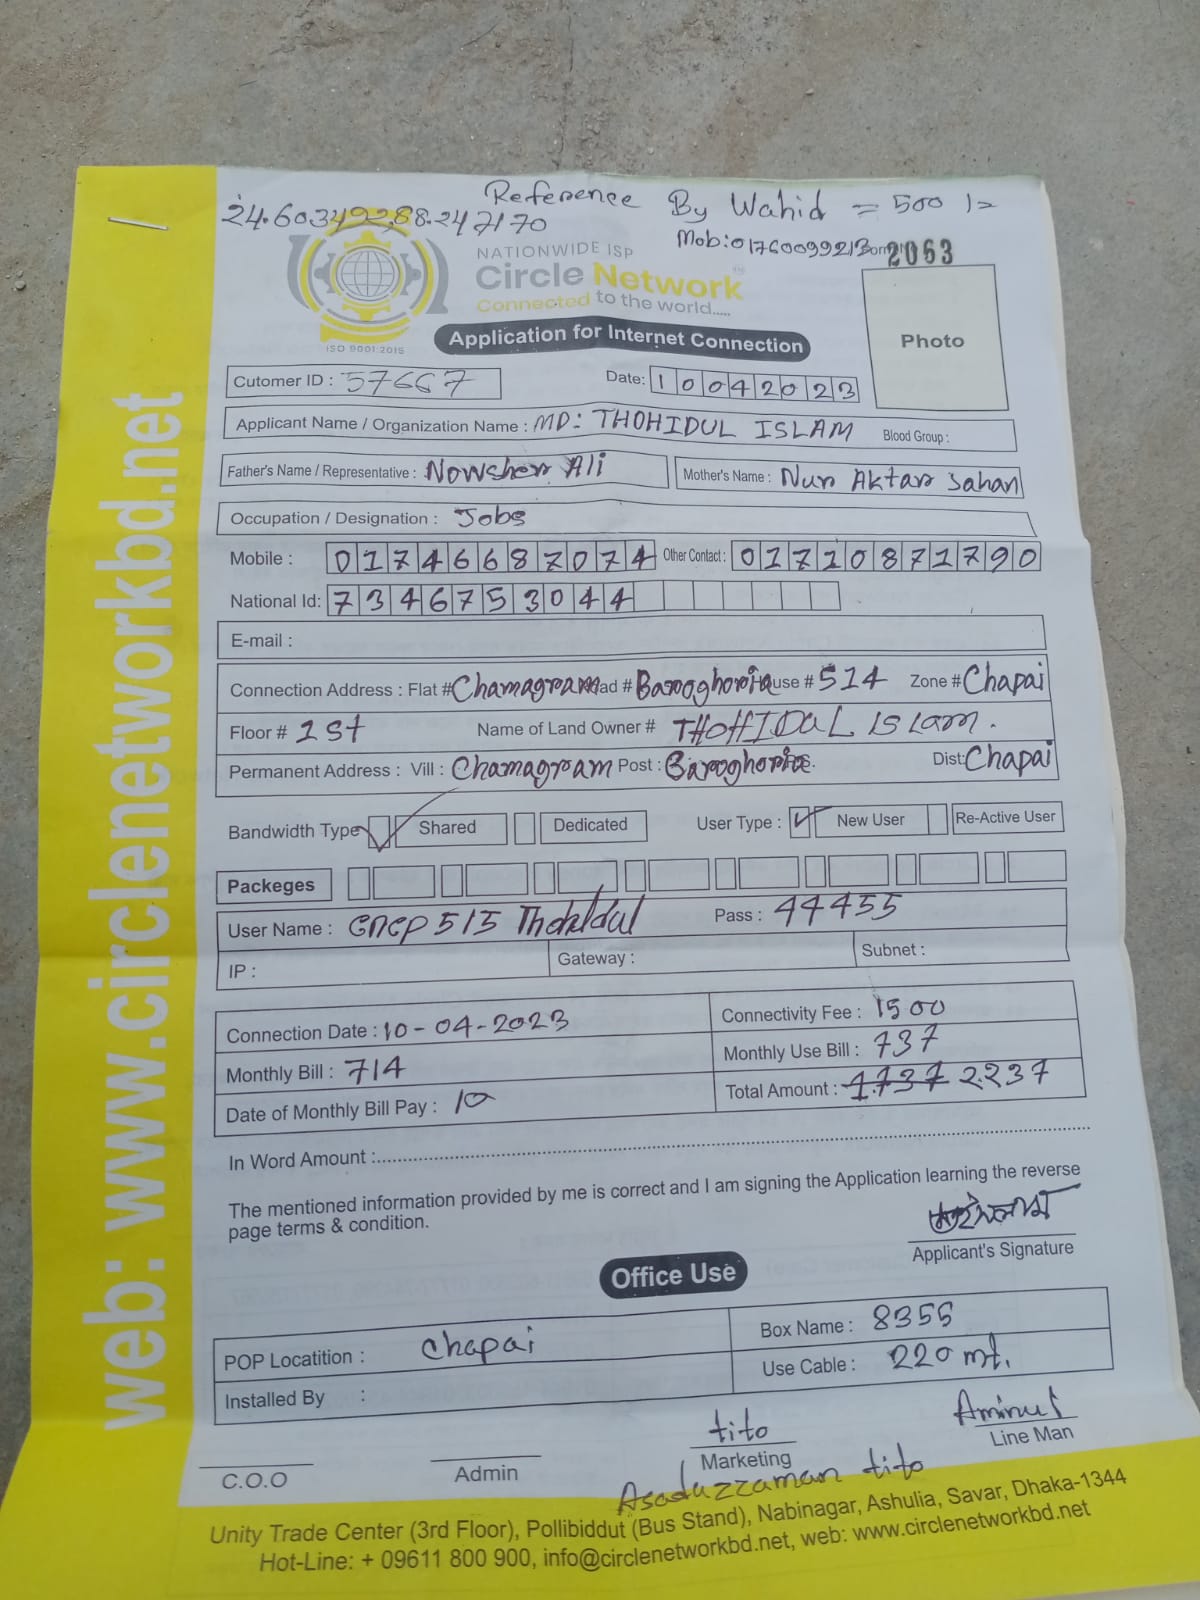 Reference By Wahid = 500/=
24.603492,88.247170
Mob: 01760099213
2063
NATIONWIDE ISP
Circle Network
Connected to the world.....
ISO 9001:2015
Application for Internet Connection
Photo
Cutomer ID : 57667
Date: 10042023
Applicant Name / Organization Name : MD: THOHIDUL ISLAM Blood Group :
Father's Name / Representative : Nowsher Ali Mother's Name : Nur Aktar Jahan
Occupation / Designation : Jobs
Mobile : 01746687074 Other Contact : 01710871790
National Id: 7346753044
E-mail :
Connection Address : Flat # Chamagram Road # Baroghoria House # 514 Zone # Chapai
Floor # 1st Name of Land Owner # THOHIDUL ISLAM.
Permanent Address : Vill : Chamagram Post : Baroghoria Dist: Chapai
Bandwidth Type Shared Dedicated User Type : New User Re-Active User
Packeges
User Name : CNCP515 Thohidul Pass : 44455
IP : Gateway : Subnet :
Connection Date : 10-04-2023 Connectivity Fee : 1500
Monthly Bill : 714 Monthly Use Bill : 737
Date of Monthly Bill Pay : 10 Total Amount : 1737 2237
In Word Amount :
The mentioned information provided by me is correct and I am signing the Application learning the reverse
page terms & condition.
Applicant's Signature
Office Use
POP Locatition : Chapai Box Name : 8355
Installed By : Use Cable : 220 mt.
tito Aminul
C.O.O Admin Marketing Line Man
Asaduzzaman tito
Unity Trade Center (3rd Floor), Pollibiddut (Bus Stand), Nabinagar, Ashulia, Savar, Dhaka-1344
Hot-Line: + 09611 800 900, info@circlenetworkbd.net, web: www.circlenetworkbd.net
web: www.circlenetworkbd.net